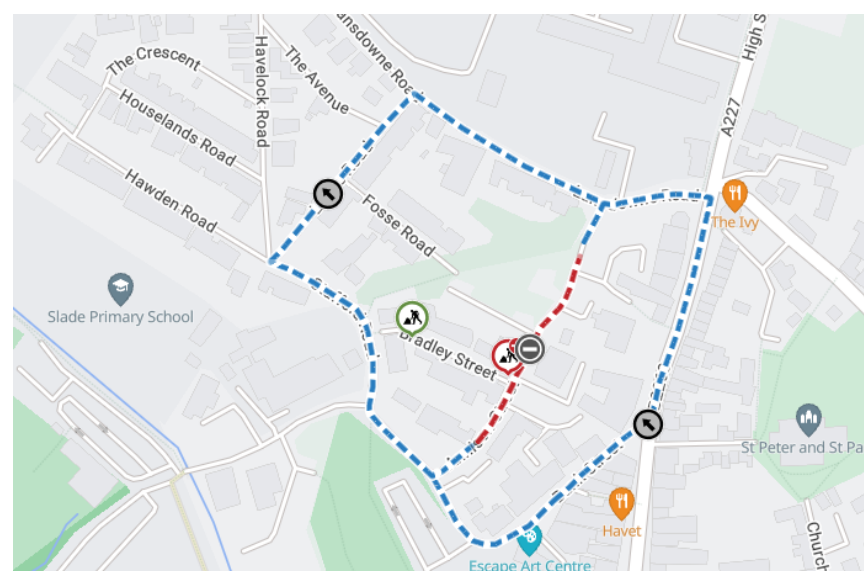 High S
The Crescent
Havelock Road
The Avenue
ansdowne Road
A227
Houselands Road
Hawden Road
Fosse Road
The Ivy
Slade Primary School
Bradley Street
St Peter and St Pa
Havet
Church
Escape Art Centre